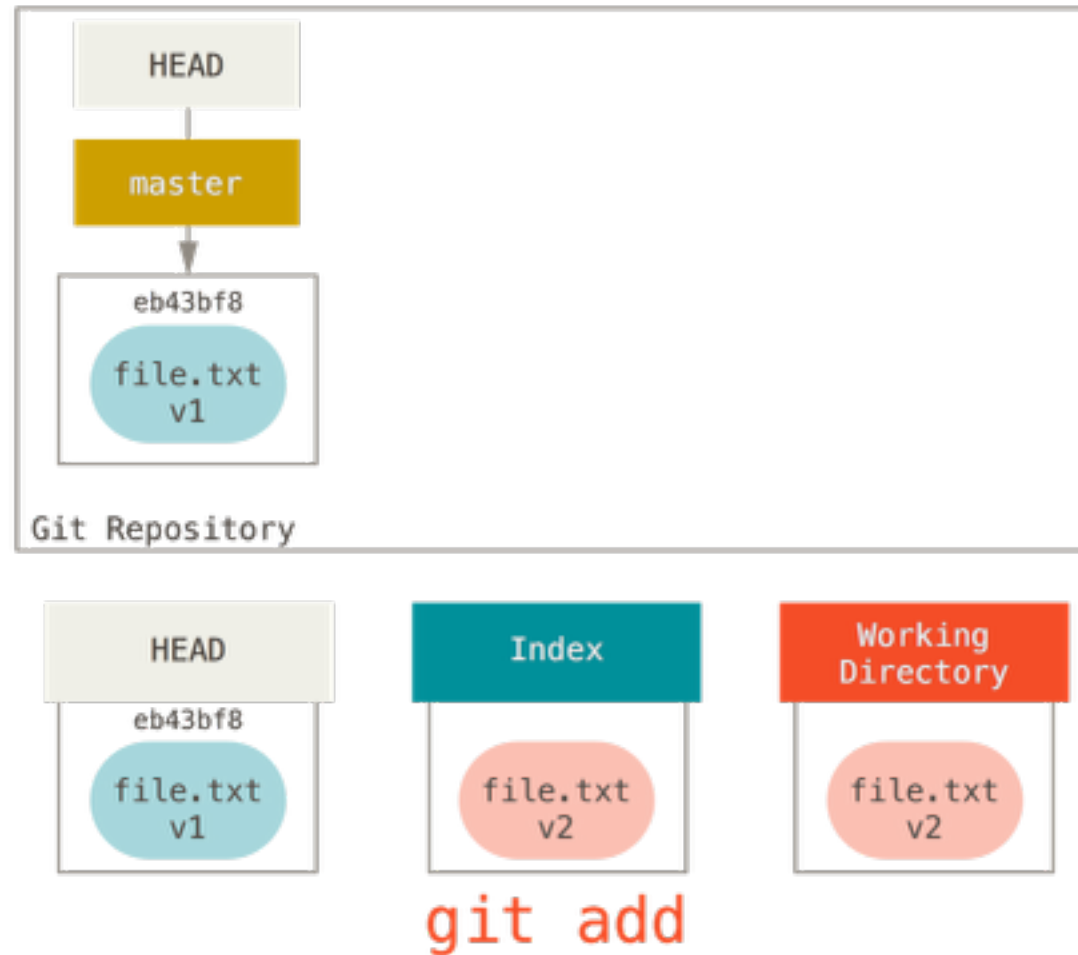 HEAD
master
eb43bf8
file.txt
v1
Git Repository
HEAD
Index
Working
Directory
eb43bf8
file.txt
v1
file.txt
v2
file.txt
v2
git add